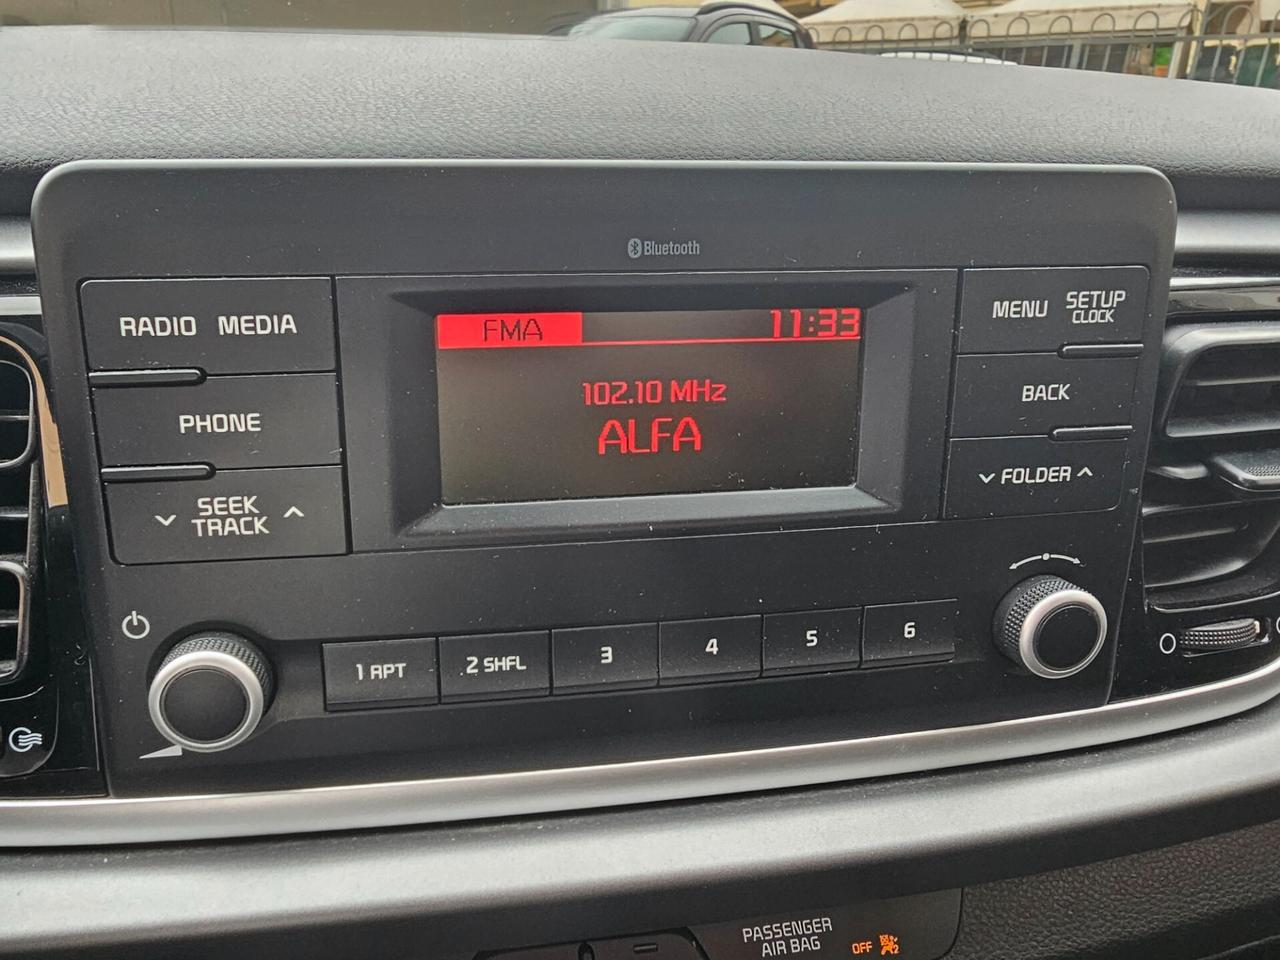 Bluetooth
RADIO MEDIA
PHONE
SEEK
TRACK
FMA 11:33
102.10 MHz
ALFA
MENU SETUP
CLOCK
BACK
FOLDER
1 RPT 2 SHFL 3 4 5 6
PASSENGER
AIR BAG OFF